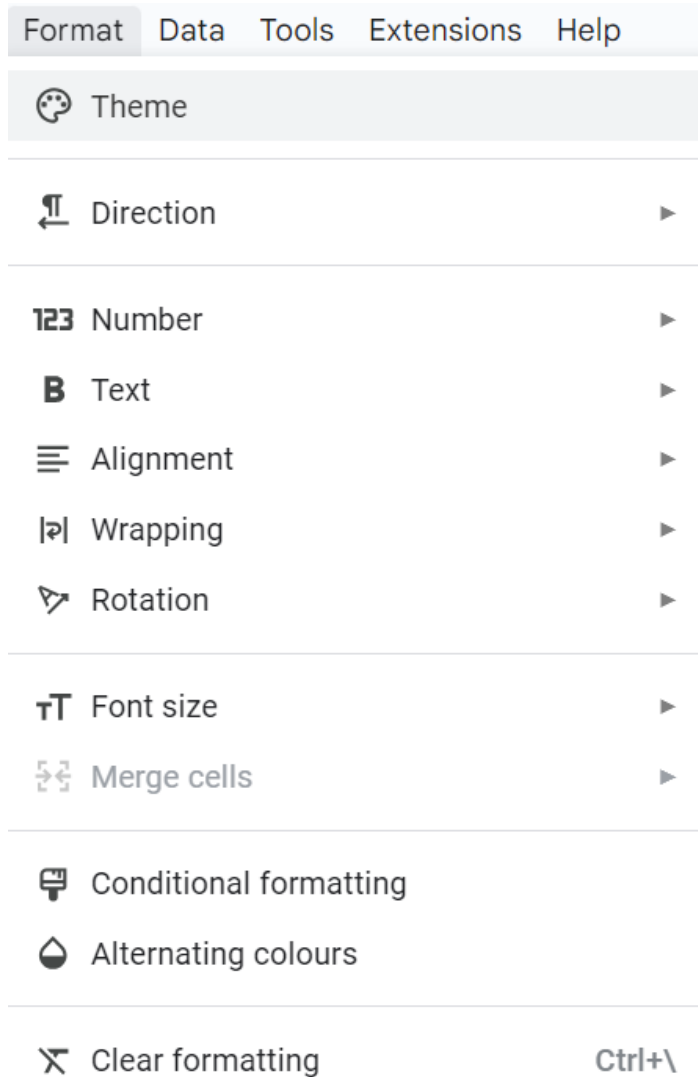 Format Data Tools Extensions Help
Theme
Direction
123 Number
B Text
Alignment
Wrapping
Rotation
Font size
Merge cells
Conditional formatting
Alternating colours
Clear formatting Ctrl+\